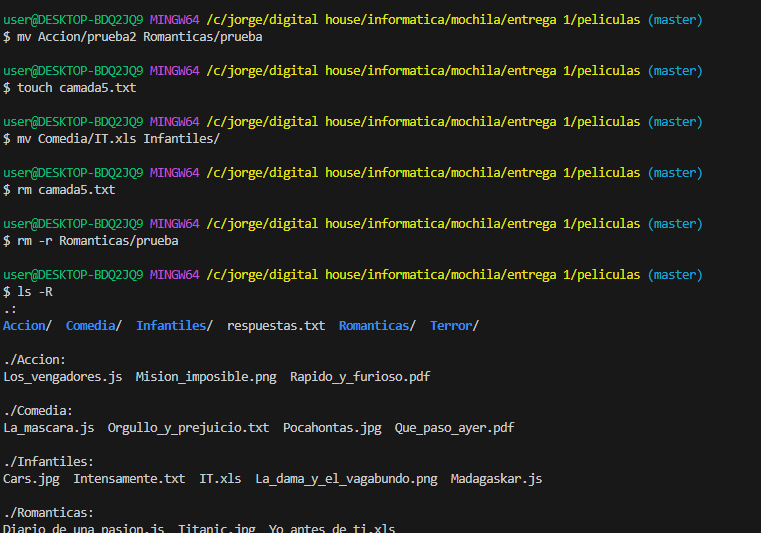 user@DESKTOP-BDQ2JQ9 MINGW64 /c/jorge/digital house/informatica/mochila/entrega 1/peliculas (master)
$ mv Accion/prueba2 Romanticas/prueba
user@DESKTOP-BDQ2JQ9 MINGW64 /c/jorge/digital house/informatica/mochila/entrega 1/peliculas (master)
$ touch camada5.txt
user@DESKTOP-BDQ2JQ9 MINGW64 /c/jorge/digital house/informatica/mochila/entrega 1/peliculas (master)
$ mv Comedia/IT.xls Infantiles/
user@DESKTOP-BDQ2JQ9 MINGW64 /c/jorge/digital house/informatica/mochila/entrega 1/peliculas (master)
$ rm camada5.txt
user@DESKTOP-BDQ2JQ9 MINGW64 /c/jorge/digital house/informatica/mochila/entrega 1/peliculas (master)
$ rm -r Romanticas/prueba
user@DESKTOP-BDQ2JQ9 MINGW64 /c/jorge/digital house/informatica/mochila/entrega 1/peliculas (master)
$ ls -R
.:
Accion/  Comedia/  Infantiles/  respuestas.txt  Romanticas/  Terror/
./Accion:
Los_vengadores.js  Mision_imposible.png  Rapido_y_furioso.pdf
./Comedia:
La_mascara.js  Orgullo_y_prejuicio.txt  Pocahontas.jpg  Que_paso_ayer.pdf
./Infantiles:
Cars.jpg  Intensamente.txt  IT.xls  La_dama_y_el_vagabundo.png  Madagaskar.js
./Romanticas:
Diario_de_una_pasion.js  Titanic.jpg  Yo_antes_de_ti.xls